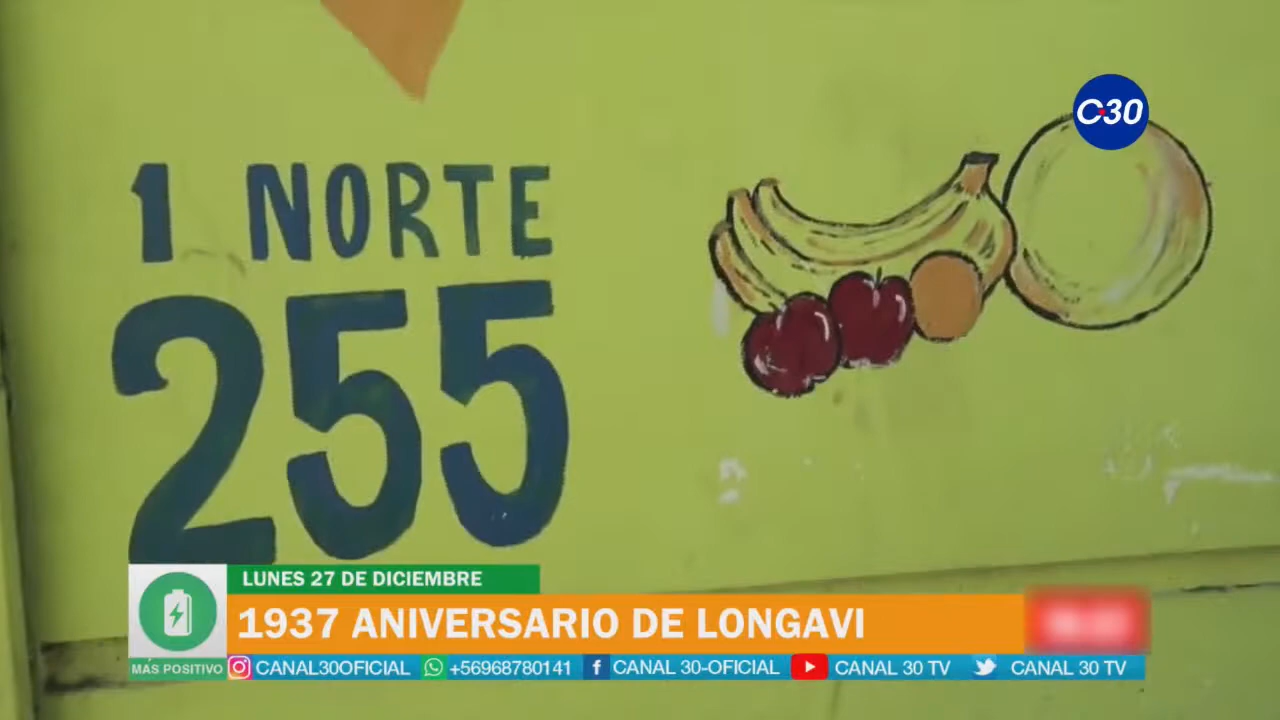 C30
1 NORTE
255
LUNES 27 DE DICIEMBRE
1937 ANIVERSARIO DE LONGAVI
MÁS POSITIVO
CANAL30OFICIAL
+56968780141
CANAL 30-OFICIAL
CANAL 30 TV
CANAL 30 TV